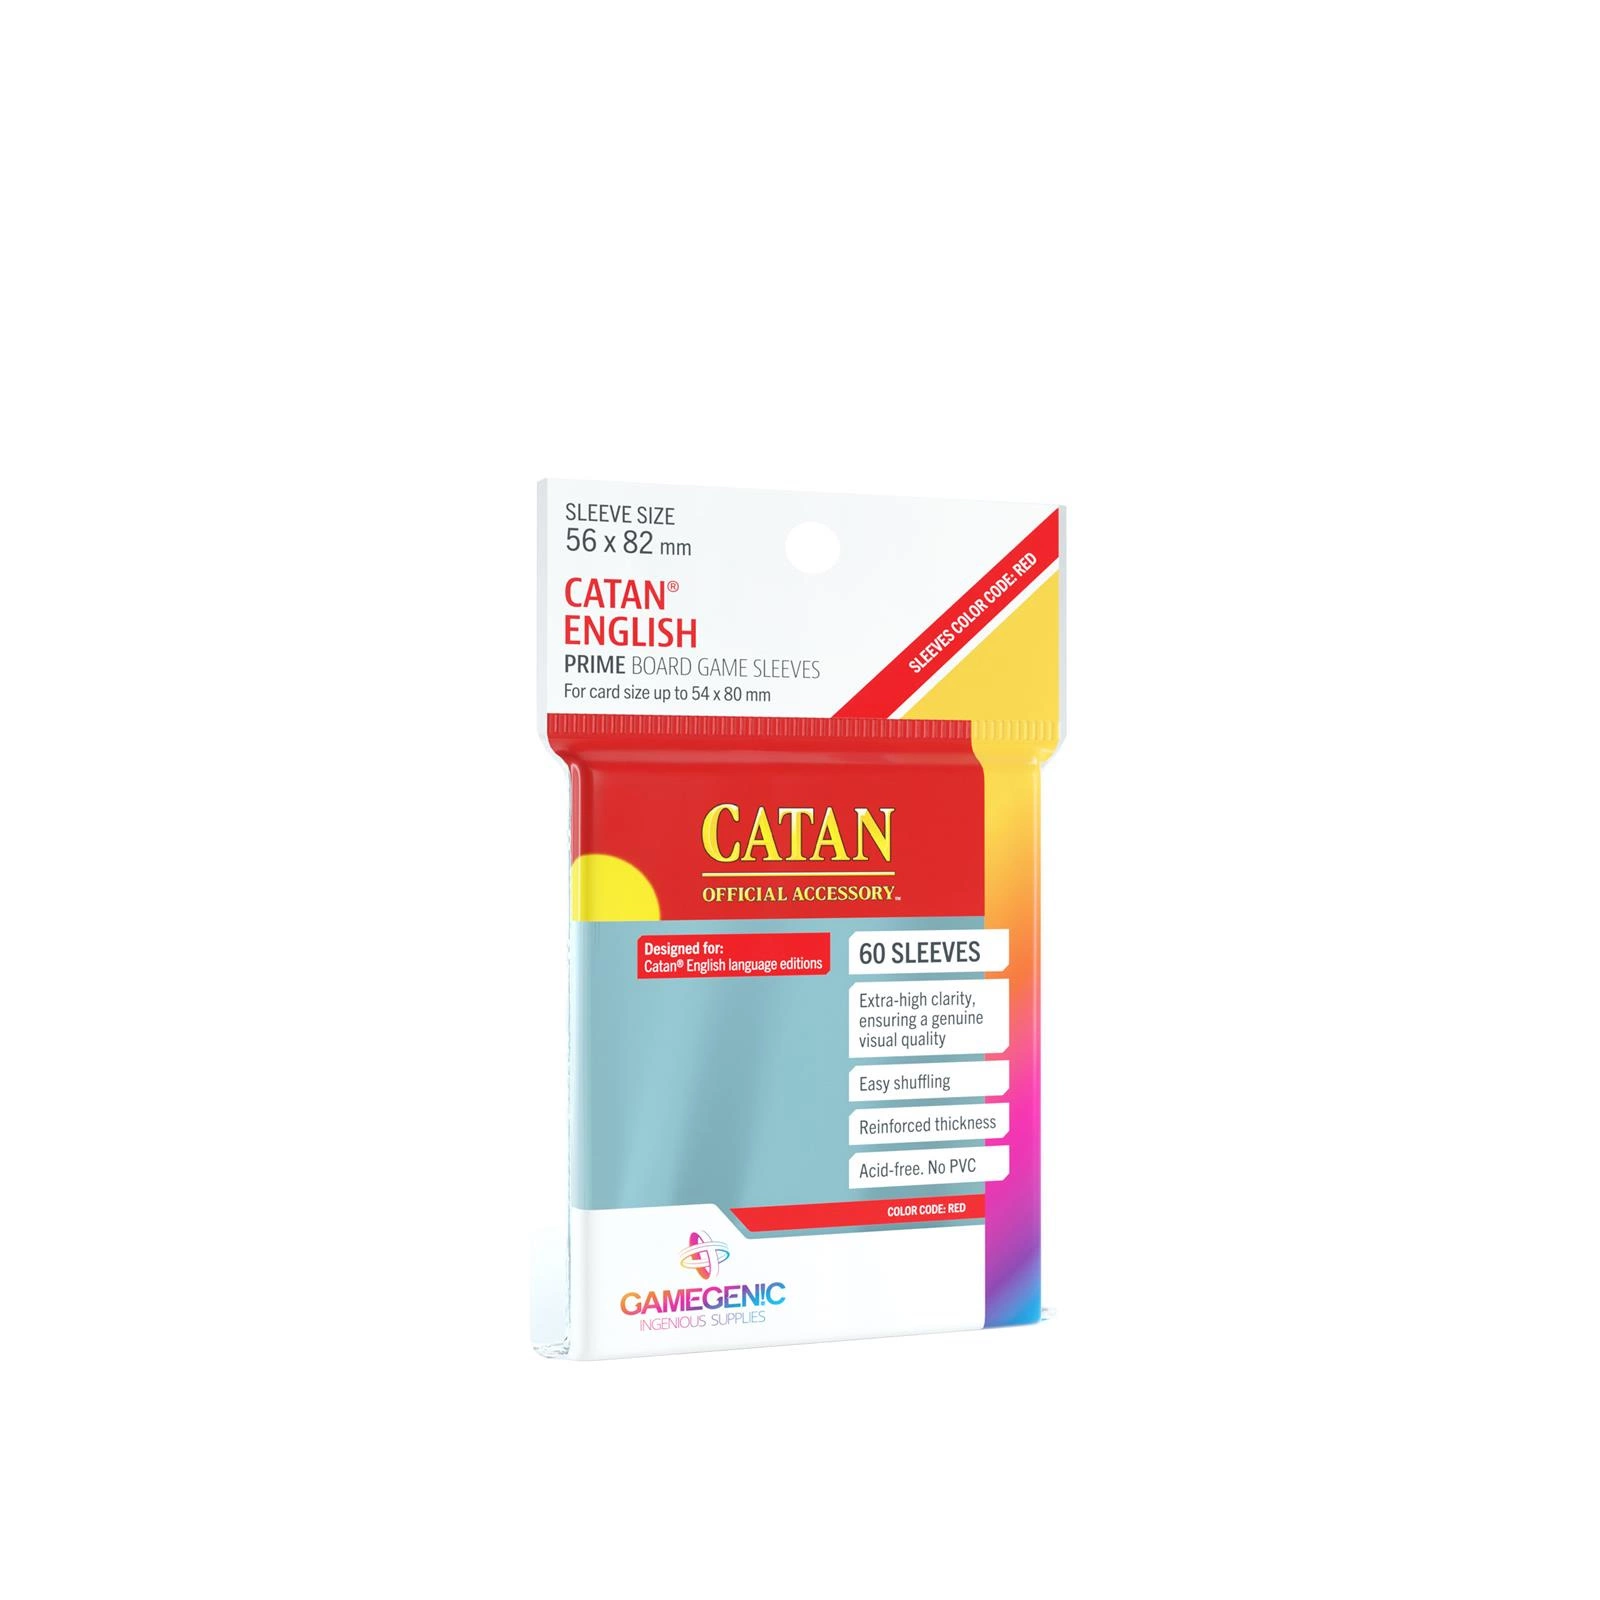 SLEEVE SIZE
56 x 82 mm
CATAN®
ENGLISH
PRIME BOARD GAME SLEEVES
For card size up to 54 x 80 mm
SLEEVES COLOR CODE: RED
CATAN
OFFICIAL ACCESSORY™
Designed for:
Catan® English language editions
60 SLEEVES
Extra-high clarity,
ensuring a genuine
visual quality
Easy shuffling
Reinforced thickness
Acid-free. No PVC
COLOR CODE: RED
GAMEGEN!C
INGENIOUS SUPPLIES